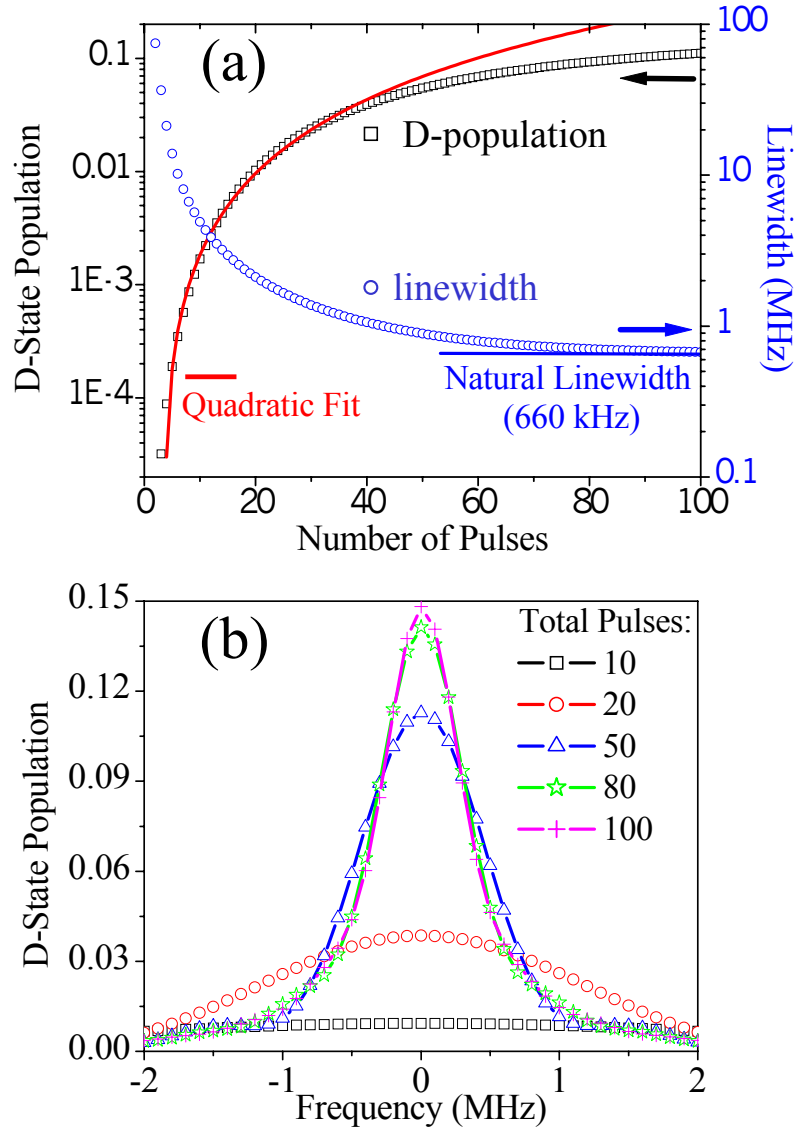 (a)
D-State Population
0.1
0.01
1E-3
1E-4
D-population
linewidth
Quadratic Fit
Natural Linewidth
(660 kHz)
100
10
1
0.1
Linewidth (MHz)
0 20 40 60 80 100
Number of Pulses
(b)
D-State Population
0.15
0.12
0.09
0.06
0.03
0.00
Total Pulses:
10
20
50
80
100
-2 -1 0 1 2
Frequency (MHz)